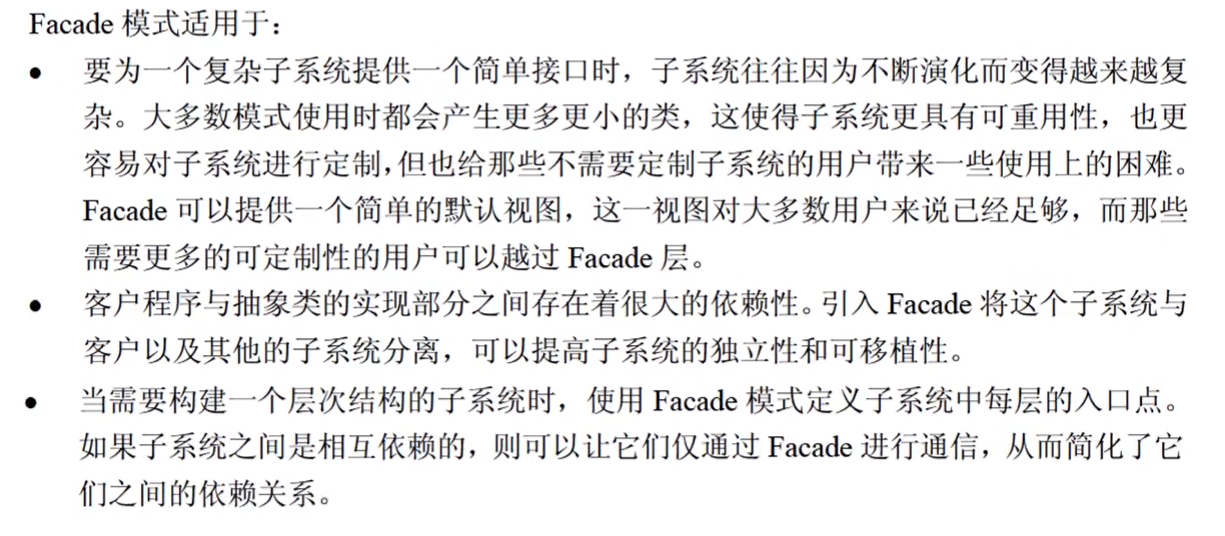 Facade 模式适用于：
● 要为一个复杂子系统提供一个简单接口时，子系统往往因为不断演化而变得越来越复
杂。大多数模式使用时都会产生更多更小的类，这使得子系统更具有可重用性，也更
容易对子系统进行定制，但也给那些不需要定制子系统的用户带来一些使用上的困难。
Facade 可以提供一个简单的默认视图，这一视图对大多数用户来说已经足够，而那些
需要更多的可定制性的用户可以越过 Facade 层。
● 客户程序与抽象类的实现部分之间存在着很大的依赖性。引入 Facade 将这个子系统与
客户以及其他的子系统分离，可以提高子系统的独立性和可移植性。
● 当需要构建一个层次结构的子系统时，使用 Facade 模式定义子系统中每层的入口点。
如果子系统之间是相互依赖的，则可以让它们仅通过 Facade 进行通信，从而简化了它
们之间的依赖关系。